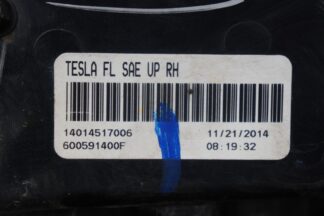 TESLA FL SAE UP RH
14014517006 11/21/2014
600591400F 08:19:32